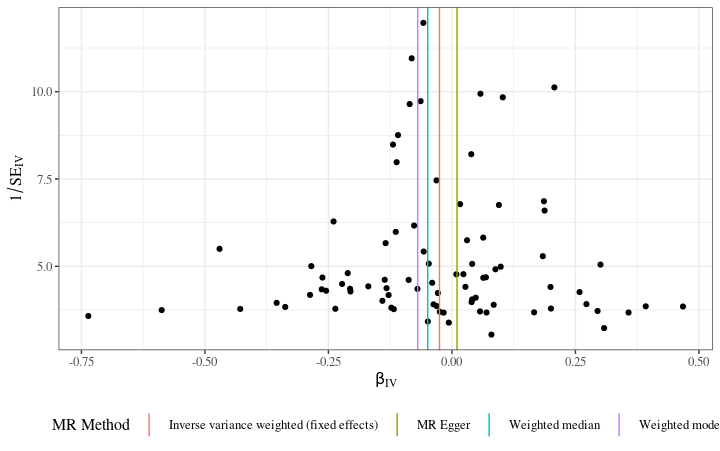 10.0
7.5
5.0
1/SE_IV
-0.75 -0.50 -0.25 0.00 0.25 0.50
β_IV
MR Method Inverse variance weighted (fixed effects) MR Egger Weighted median Weighted mode